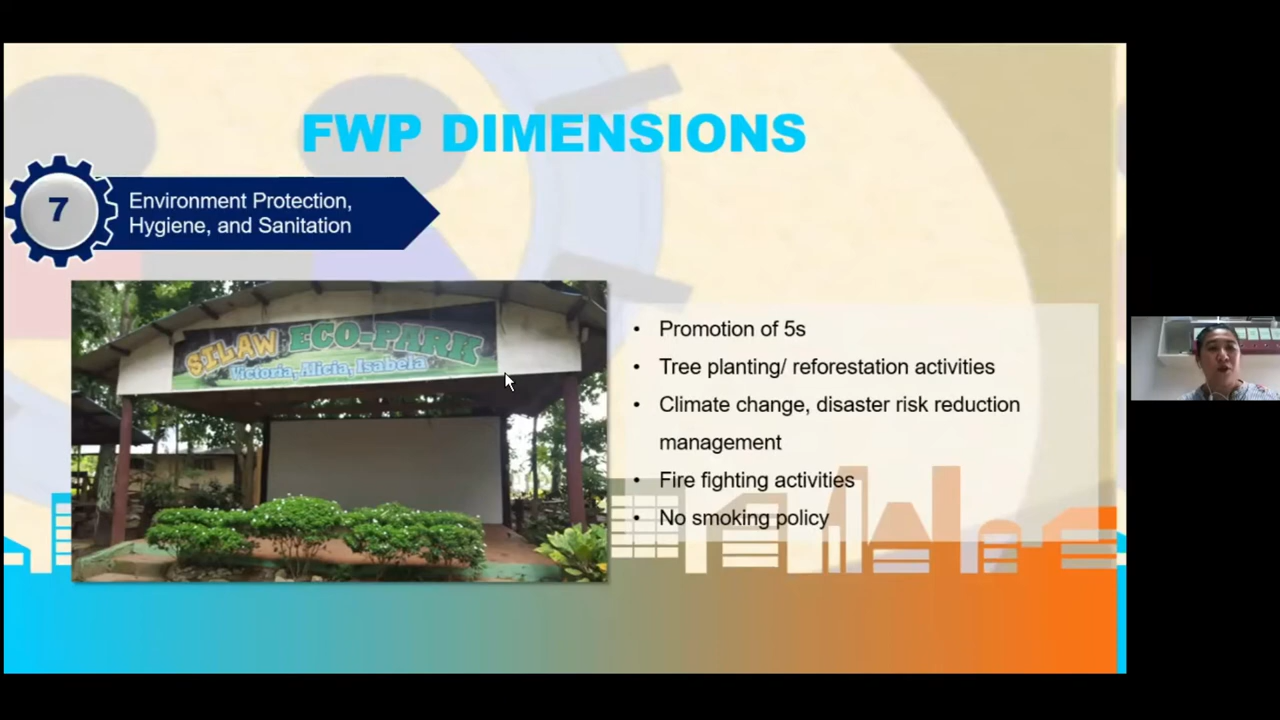 FWP DIMENSIONS
7
Environment Protection,
Hygiene, and Sanitation
SILAW ECO-PARK
Victoria, Alicia, Isabela
• Promotion of 5s
• Tree planting/ reforestation activities
• Climate change, disaster risk reduction
management
• Fire fighting activities
• No smoking policy